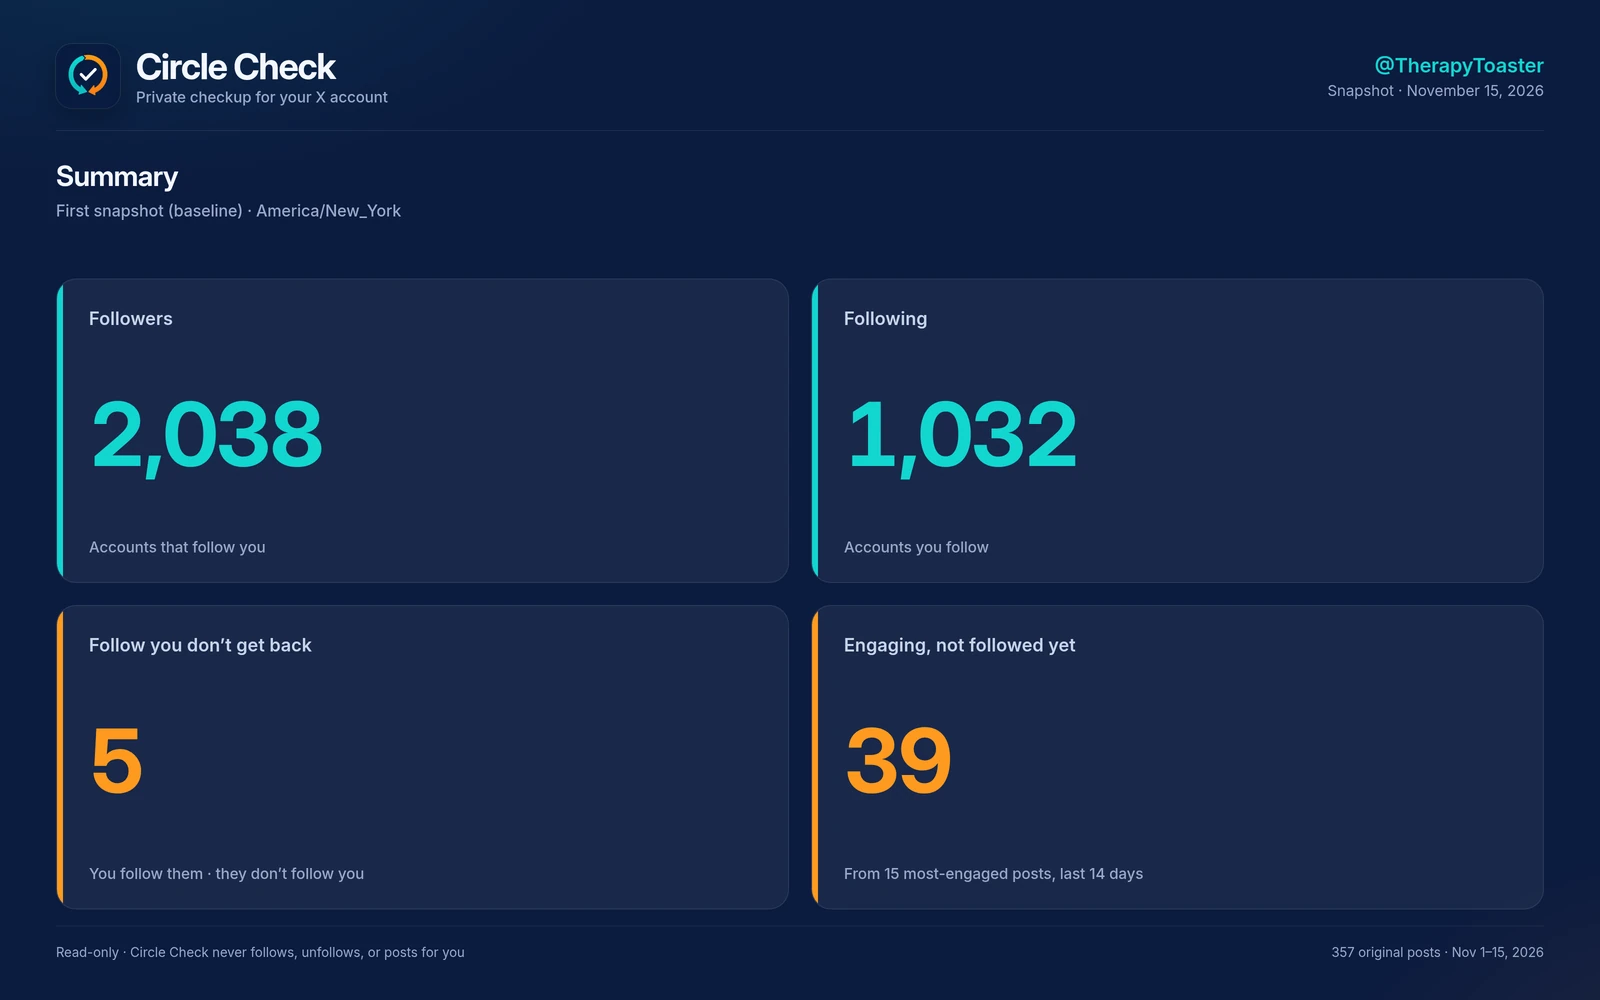 Circle Check
Private checkup for your X account
@TherapyToaster
Snapshot · November 15, 2026
Summary
First snapshot (baseline) · America/New_York
Followers
2,038
Accounts that follow you
Following
1,032
Accounts you follow
Follow you don’t get back
5
You follow them · they don’t follow you
Engaging, not followed yet
39
From 15 most-engaged posts, last 14 days
Read-only · Circle Check never follows, unfollows, or posts for you
357 original posts · Nov 1–15, 2026